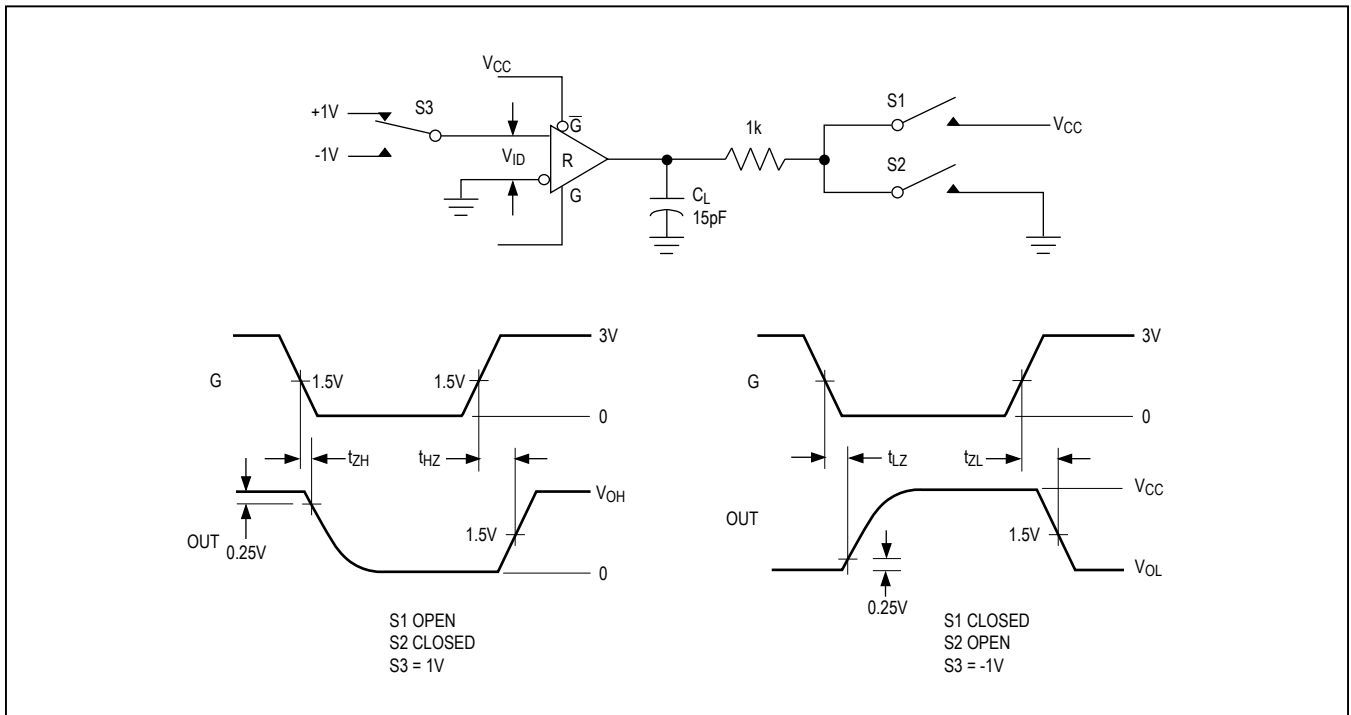 VCC
+1V
S3
-1V
VID
G̅
R
G
1k
CL
15pF
S1
VCC
S2
G
1.5V
1.5V
3V
0
tZH
tHZ
OUT
0.25V
1.5V
VOH
0
S1 OPEN
S2 CLOSED
S3 = 1V
G
3V
0
tLZ
tZL
OUT
0.25V
1.5V
VCC
VOL
S1 CLOSED
S2 OPEN
S3 = -1V